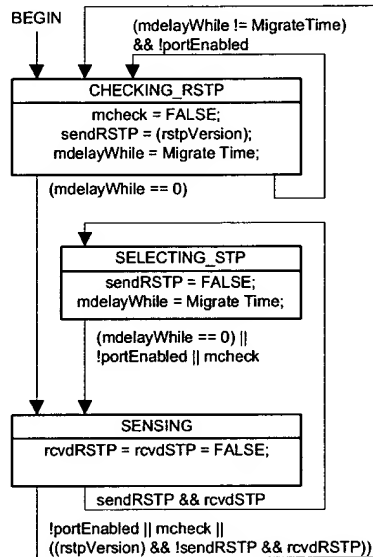 BEGIN
(mdelayWhile != MigrateTime)
&& !portEnabled
CHECKING_RSTP
mcheck = FALSE;
sendRSTP = (rstpVersion);
mdelayWhile = Migrate Time;
(mdelayWhile == 0)
SELECTING_STP
sendRSTP = FALSE;
mdelayWhile = Migrate Time;
(mdelayWhile == 0) ||
!portEnabled || mcheck
SENSING
rcvdRSTP = rcvdSTP = FALSE;
sendRSTP && rcvdSTP
!portEnabled || mcheck ||
((rstpVersion) && !sendRSTP && rcvdRSTP))